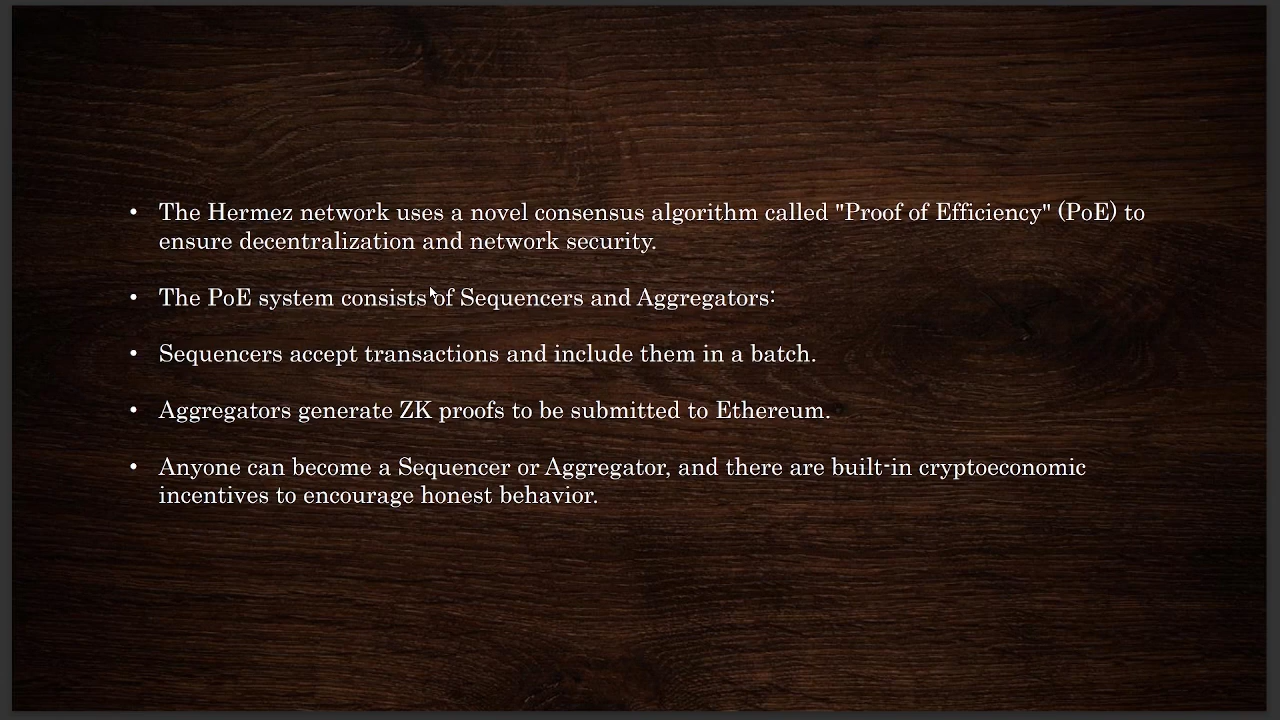 • The Hermez network uses a novel consensus algorithm called "Proof of Efficiency" (PoE) to
ensure decentralization and network security.
• The PoE system consists of Sequencers and Aggregators:
• Sequencers accept transactions and include them in a batch.
• Aggregators generate ZK proofs to be submitted to Ethereum.
• Anyone can become a Sequencer or Aggregator, and there are built-in cryptoeconomic
incentives to encourage honest behavior.